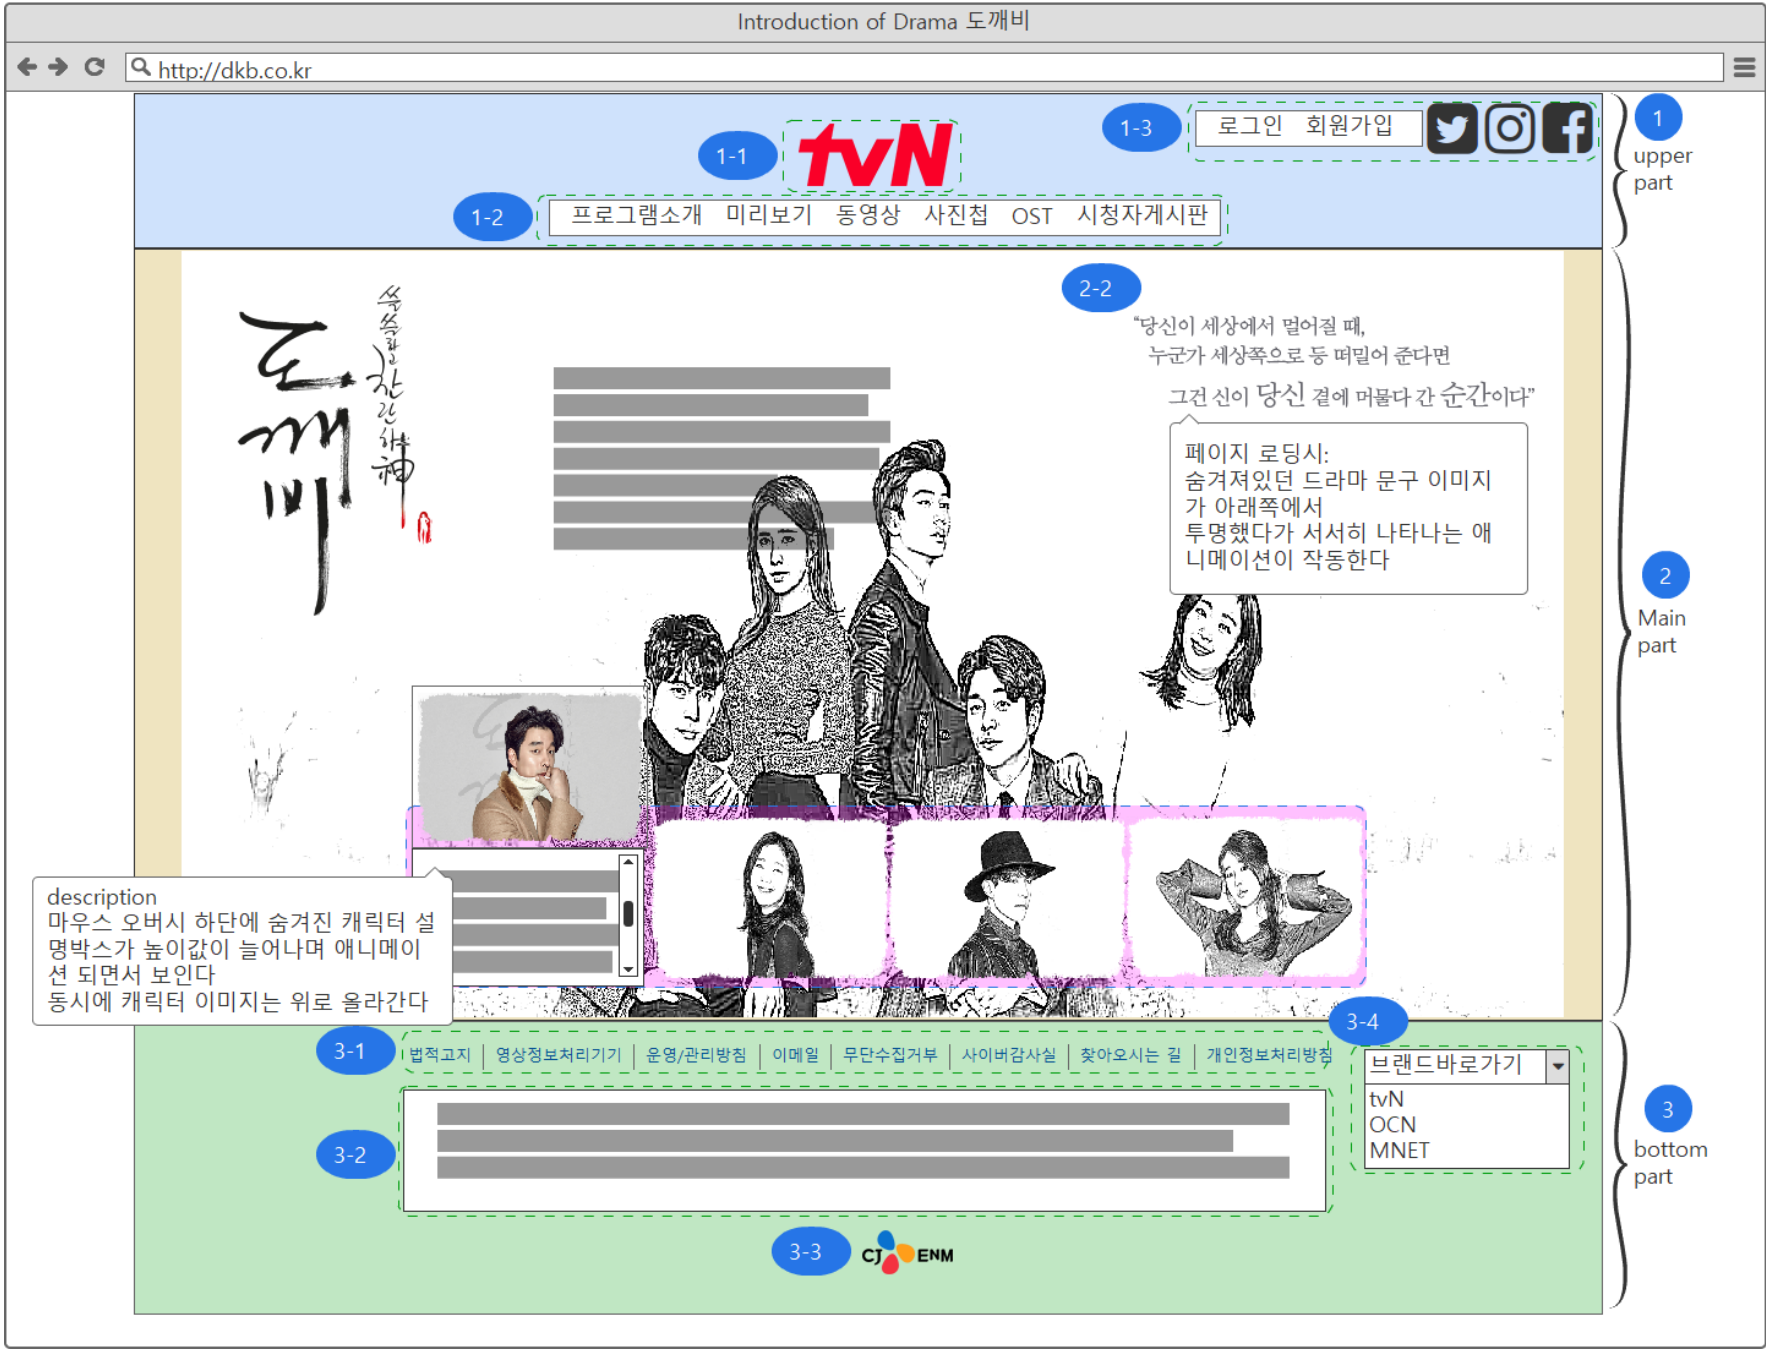 Introduction of Drama 도깨비
http://dkb.co.kr
1-3
로그인 회원가입
1
upper
part
1-1
tvN
1-2
프로그램소개 미리보기 동영상 사진첩 OST 시청자게시판
2-2
도깨비
쓸쓸하고 찬란하神
“당신이 세상에서 멀어질 때,
누군가 세상쪽으로 등 떠밀어 준다면
그건 신이 당신 곁에 머물다 간 순간이다”
페이지 로딩시:
숨겨져있던 드라마 문구 이미지
가 아래쪽에서
투명했다가 서서히 나타나는 애
니메이션이 작동한다
2
Main
part
description
마우스 오버시 하단에 숨겨진 캐릭터 설
명박스가 높이값이 늘어나며 애니메이
션 되면서 보인다
동시에 캐릭터 이미지는 위로 올라간다
3-1
법적고지 | 영상정보처리기기 | 운영/관리방침 | 이메일 | 무단수집거부 | 사이버감사실 | 찾아오시는 길 | 개인정보처리방침
3-4
브랜드바로가기
tvN
OCN
MNET
3
bottom
part
3-2
3-3
CJ ENM